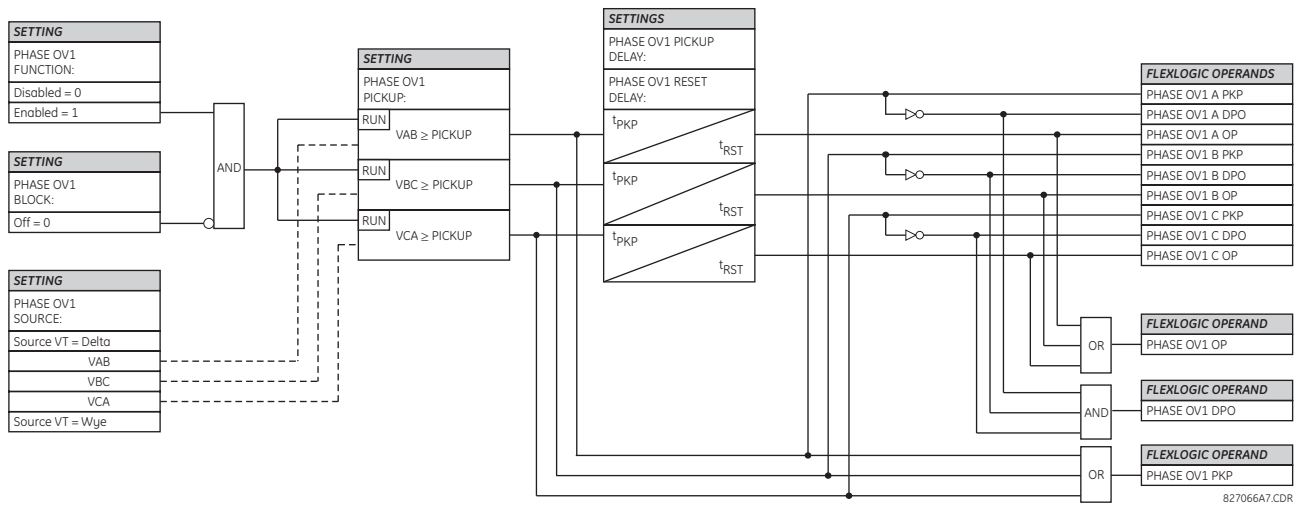 SETTING
PHASE OV1
FUNCTION:
Disabled = 0
Enabled = 1
SETTING
PHASE OV1
BLOCK:
Off = 0
SETTING
PHASE OV1
SOURCE:
Source VT = Delta
VAB
VBC
VCA
Source VT = Wye
AND
SETTING
PHASE OV1
PICKUP:
RUN
VAB ≥ PICKUP
RUN
VBC ≥ PICKUP
RUN
VCA ≥ PICKUP
SETTINGS
PHASE OV1 PICKUP
DELAY:
PHASE OV1 RESET
DELAY:
tPKP
tRST
tPKP
tRST
tPKP
tRST
FLEXLOGIC OPERANDS
PHASE OV1 A PKP
PHASE OV1 A DPO
PHASE OV1 A OP
PHASE OV1 B PKP
PHASE OV1 B DPO
PHASE OV1 B OP
PHASE OV1 C PKP
PHASE OV1 C DPO
PHASE OV1 C OP
OR
FLEXLOGIC OPERAND
PHASE OV1 OP
AND
FLEXLOGIC OPERAND
PHASE OV1 DPO
OR
FLEXLOGIC OPERAND
PHASE OV1 PKP
827066A7.CDR